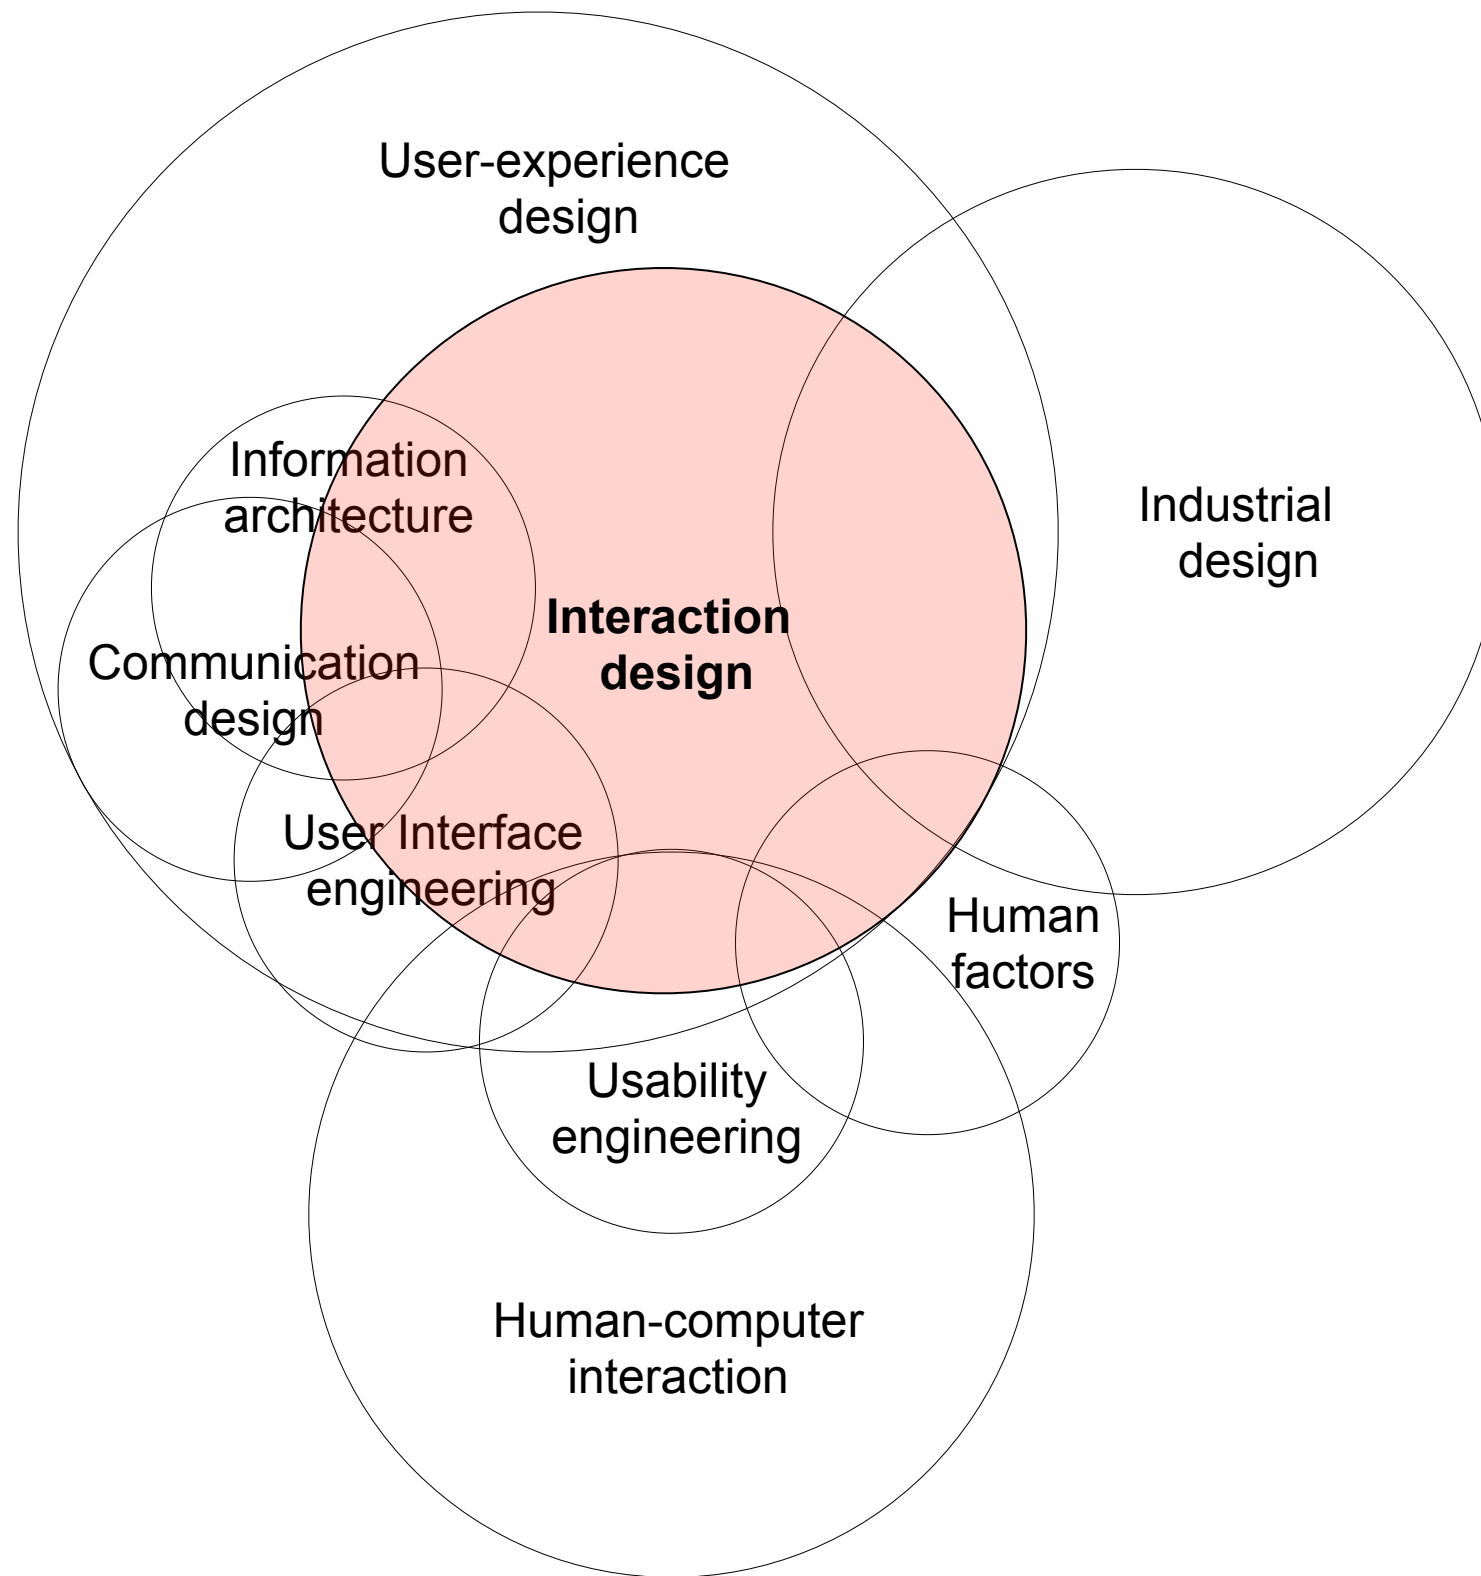 User-experience
design
Information
architecture
Industrial
design
Interaction
design
Communication
design
User Interface
engineering
Human
factors
Usability
engineering
Human-computer
interaction